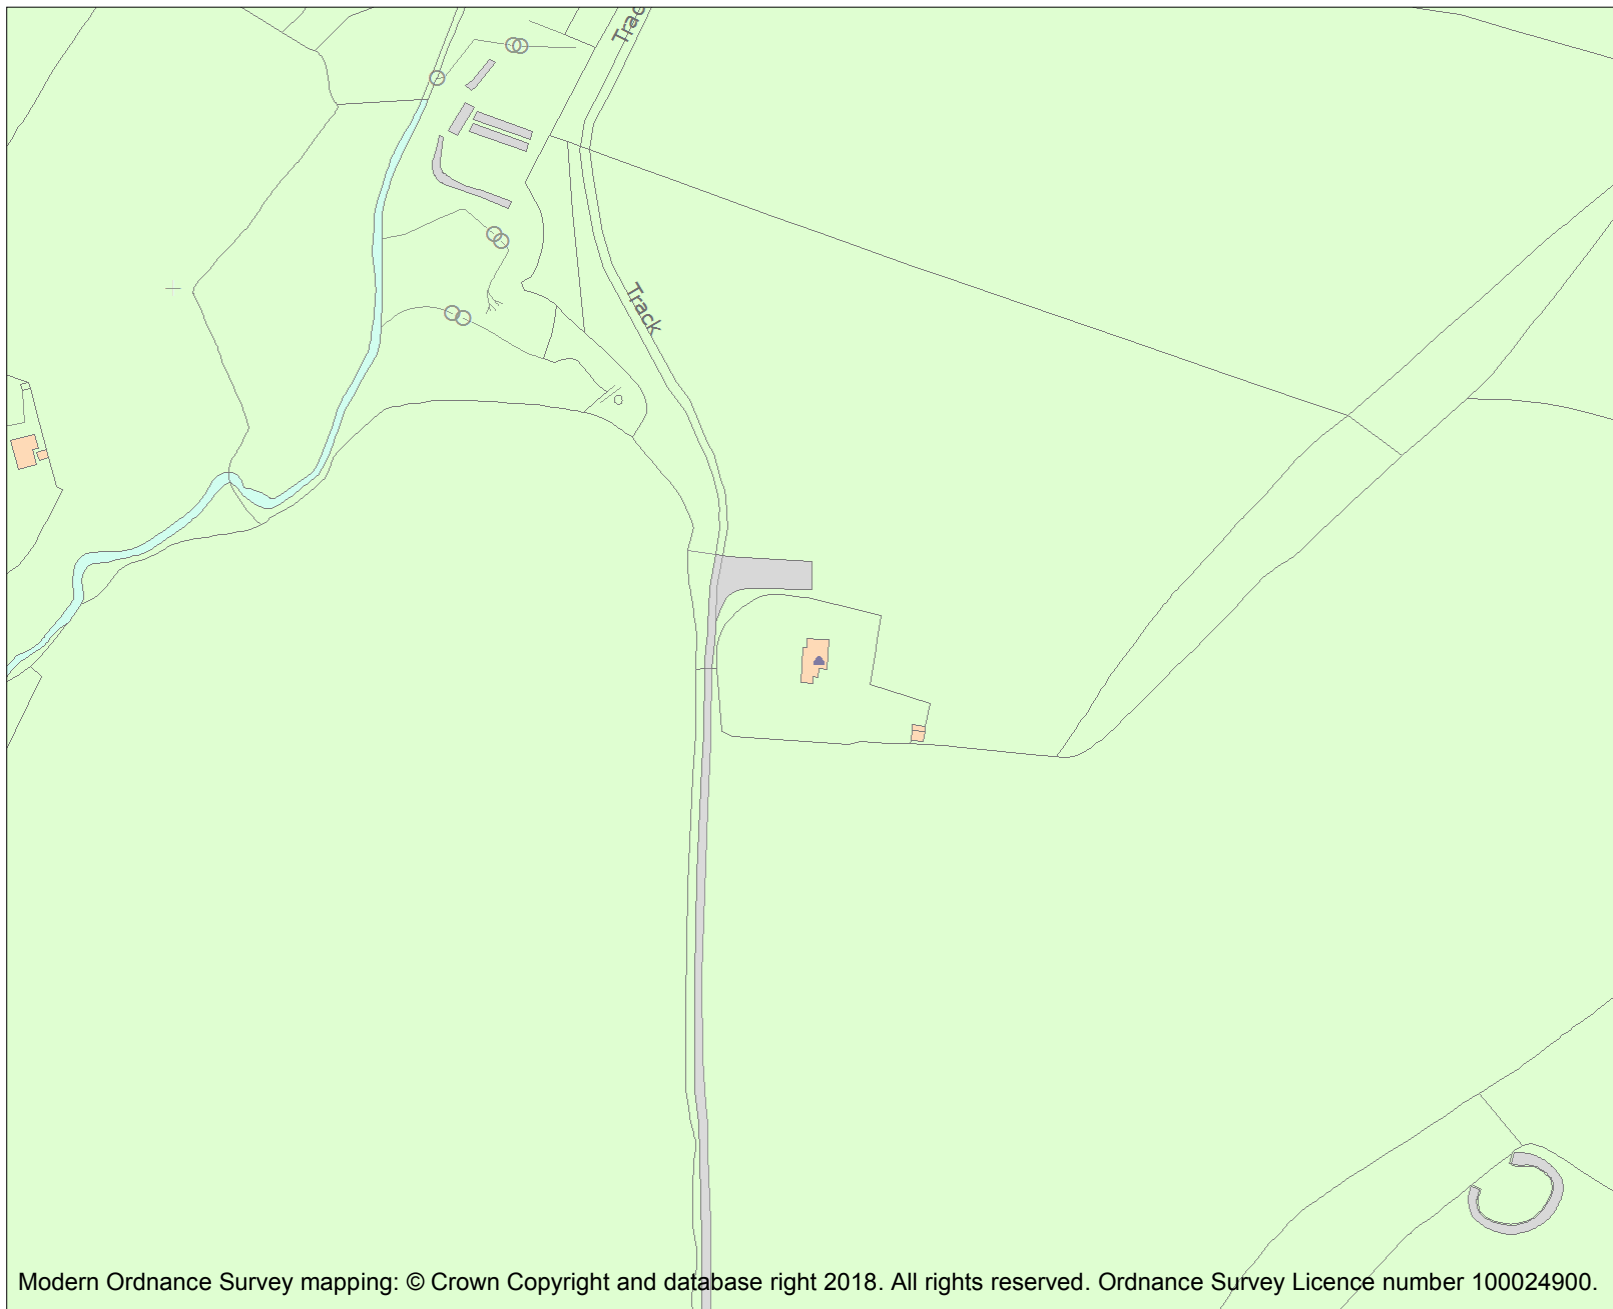 Trac
Track
Modern Ordnance Survey mapping: © Crown Copyright and database right 2018. All rights reserved. Ordnance Survey Licence number 100024900.